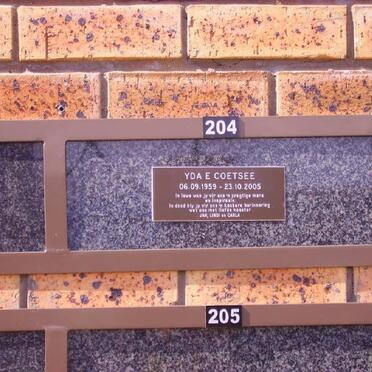 204
YDA E COETSEE
06.09.1959 - 23.10.2005
In lewe was jy vir ons 'n pragtige mens
en inspirasie.
In dood bly jy vir ons 'n kosbare herinnering
wat ons met liefde koester
JAN, LINDI en CARLA
205